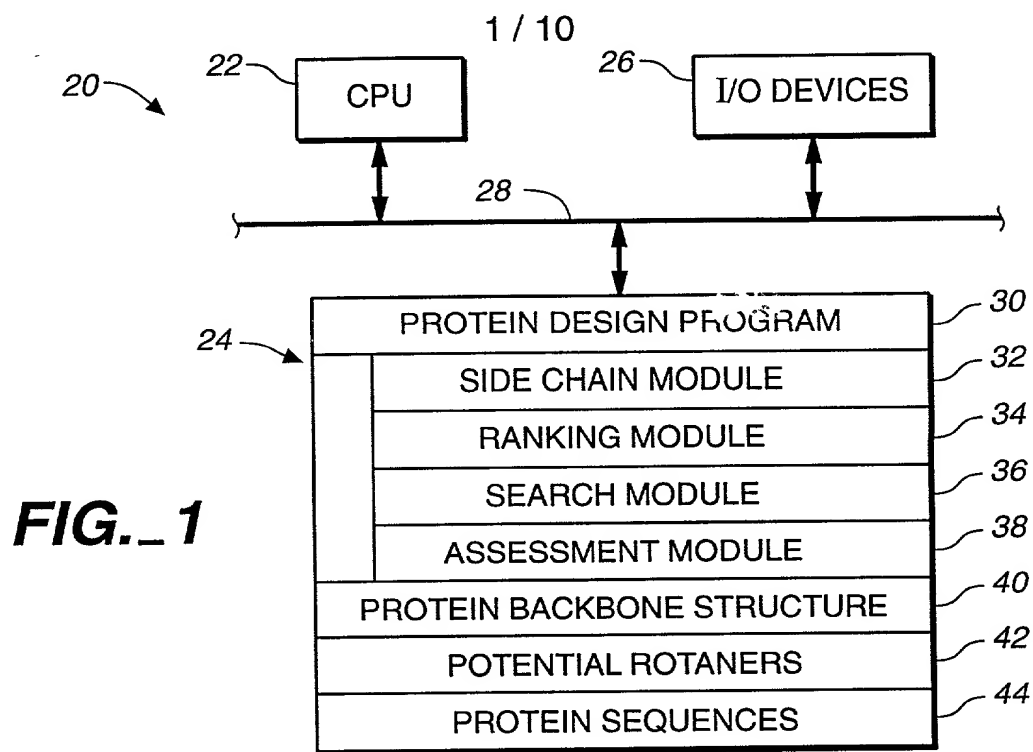 1 / 10
20
22
CPU
26
I/O DEVICES
28
24
PROTEIN DESIGN PROGRAM
30
SIDE CHAIN MODULE
32
RANKING MODULE
34
SEARCH MODULE
36
ASSESSMENT MODULE
38
PROTEIN BACKBONE STRUCTURE
40
POTENTIAL ROTANERS
42
PROTEIN SEQUENCES
44
FIG._1